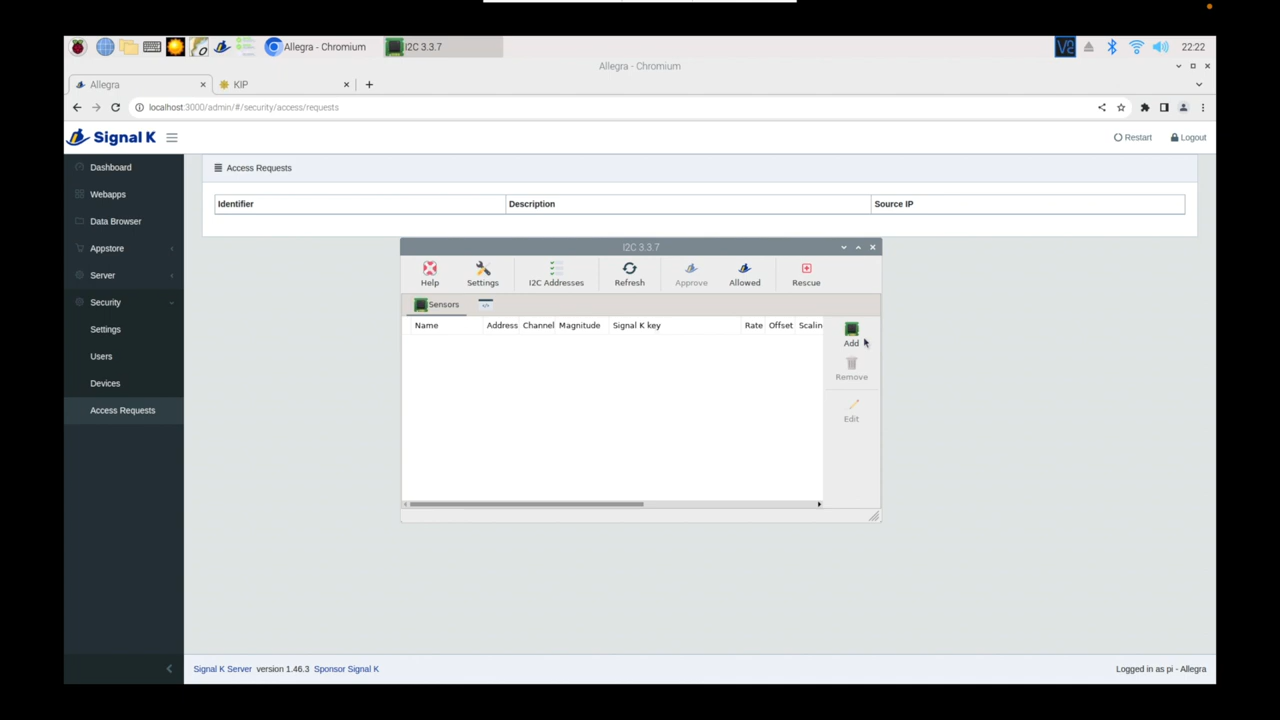 Allegra - Chromium
I2C 3.3.7
V2
22:22
Allegra - Chromium
Allegra
KIP
localhost:3000/admin/#/security/access/requests
Signal K
Restart
Logout
Dashboard
Webapps
Data Browser
Appstore
Server
Security
Settings
Users
Devices
Access Requests
Access Requests
Identifier Description Source IP
I2C 3.3.7
Help Settings I2C Addresses Refresh Approve Allowed Rescue
Sensors
Name Address Channel Magnitude Signal K key Rate Offset Scalin
Add
Remove
Edit
Signal K Server version 1.46.3 Sponsor Signal K
Logged in as pi - Allegra